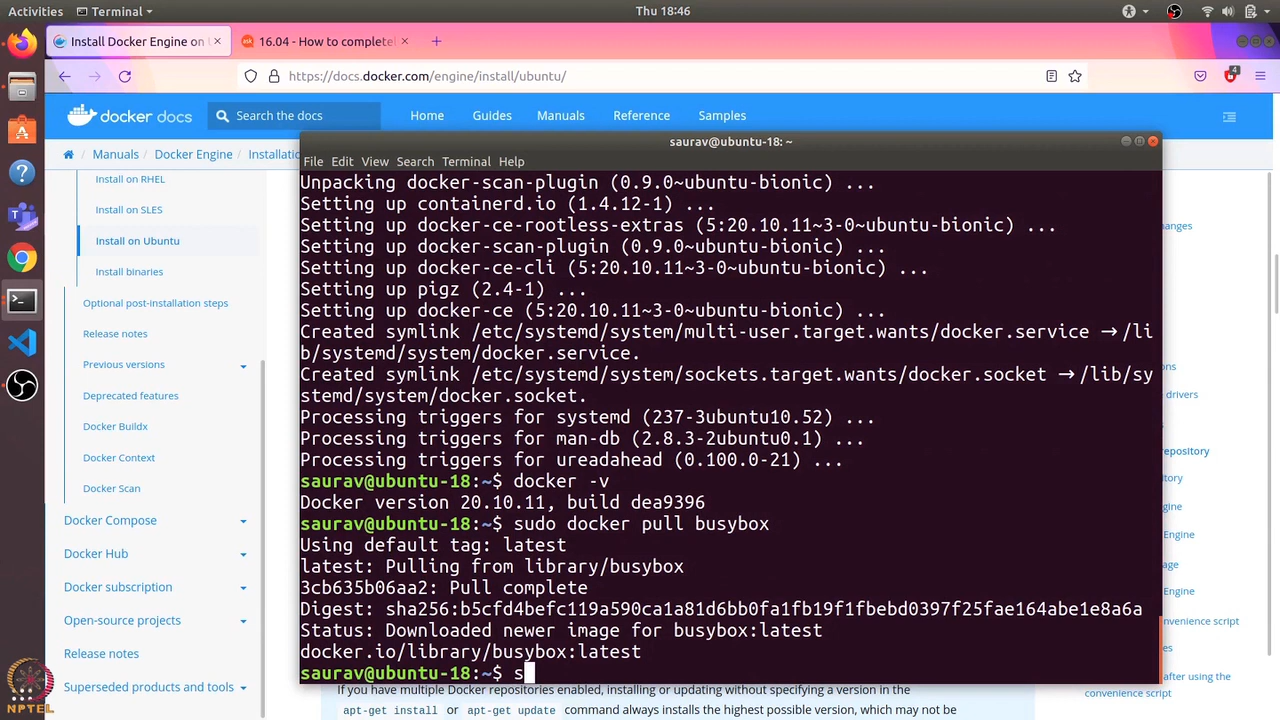 Activities Terminal Thu 18:46
Install Docker Engine on
16.04 - How to complete
https://docs.docker.com/engine/install/ubuntu/
4
docker docs Search the docs Home Guides Manuals Reference Samples
Manuals Docker Engine Installatio
Install on RHEL
Install on SLES
Install on Ubuntu
Install binaries
Optional post-installation steps
Release notes
Previous versions
Deprecated features
Docker Buildx
Docker Context
Docker Scan
Docker Compose
Docker Hub
Docker subscription
Open-source projects
Release notes
Superseded products and tools
saurav@ubuntu-18: ~
File Edit View Search Terminal Help
Unpacking docker-scan-plugin (0.9.0~ubuntu-bionic) ...
Setting up containerd.io (1.4.12-1) ...
Setting up docker-ce-rootless-extras (5:20.10.11~3-0~ubuntu-bionic) ...
Setting up docker-scan-plugin (0.9.0~ubuntu-bionic) ...
Setting up docker-ce-cli (5:20.10.11~3-0~ubuntu-bionic) ...
Setting up pigz (2.4-1) ...
Setting up docker-ce (5:20.10.11~3-0~ubuntu-bionic) ...
Created symlink /etc/systemd/system/multi-user.target.wants/docker.service → /li
b/systemd/system/docker.service.
Created symlink /etc/systemd/system/sockets.target.wants/docker.socket → /lib/sy
stemd/system/docker.socket.
Processing triggers for systemd (237-3ubuntu10.52) ...
Processing triggers for man-db (2.8.3-2ubuntu0.1) ...
Processing triggers for ureadahead (0.100.0-21) ...
saurav@ubuntu-18:~$ docker -v
Docker version 20.10.11, build dea9396
saurav@ubuntu-18:~$ sudo docker pull busybox
Using default tag: latest
latest: Pulling from library/busybox
3cb635b06aa2: Pull complete
Digest: sha256:b5cfd4befc119a590ca1a81d6bb0fa1fb19f1fbebd0397f25fae164abe1e8a6a
Status: Downloaded newer image for busybox:latest
docker.io/library/busybox:latest
saurav@ubuntu-18:~$ s
If you have multiple Docker repositories enabled, installing or updating without specifying a version in the
apt-get install or apt-get update command always installs the highest possible version, which may not be
hanges
ons
e drivers
epository
itory
gine
Engine
age
Engine
nvenience script
after using the
convenience script
NPTEL